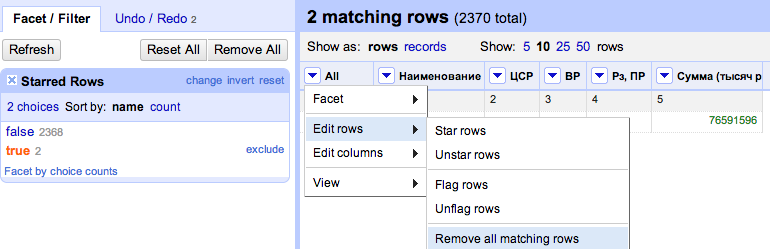 Facet / Filter Undo / Redo 2
Refresh Reset All Remove All
Starred Rows change invert reset
2 choices Sort by: name count
false 2368
true 2 exclude
Facet by choice counts
2 matching rows (2370 total)
Show as: rows records Show: 5 10 25 50 rows
All Наименование ЦСР ВР Рз, ПР Сумма (тысяч р
2 3 4 5
76591596
Facet
Edit rows
Edit columns
View
Star rows
Unstar rows
Flag rows
Unflag rows
Remove all matching rows